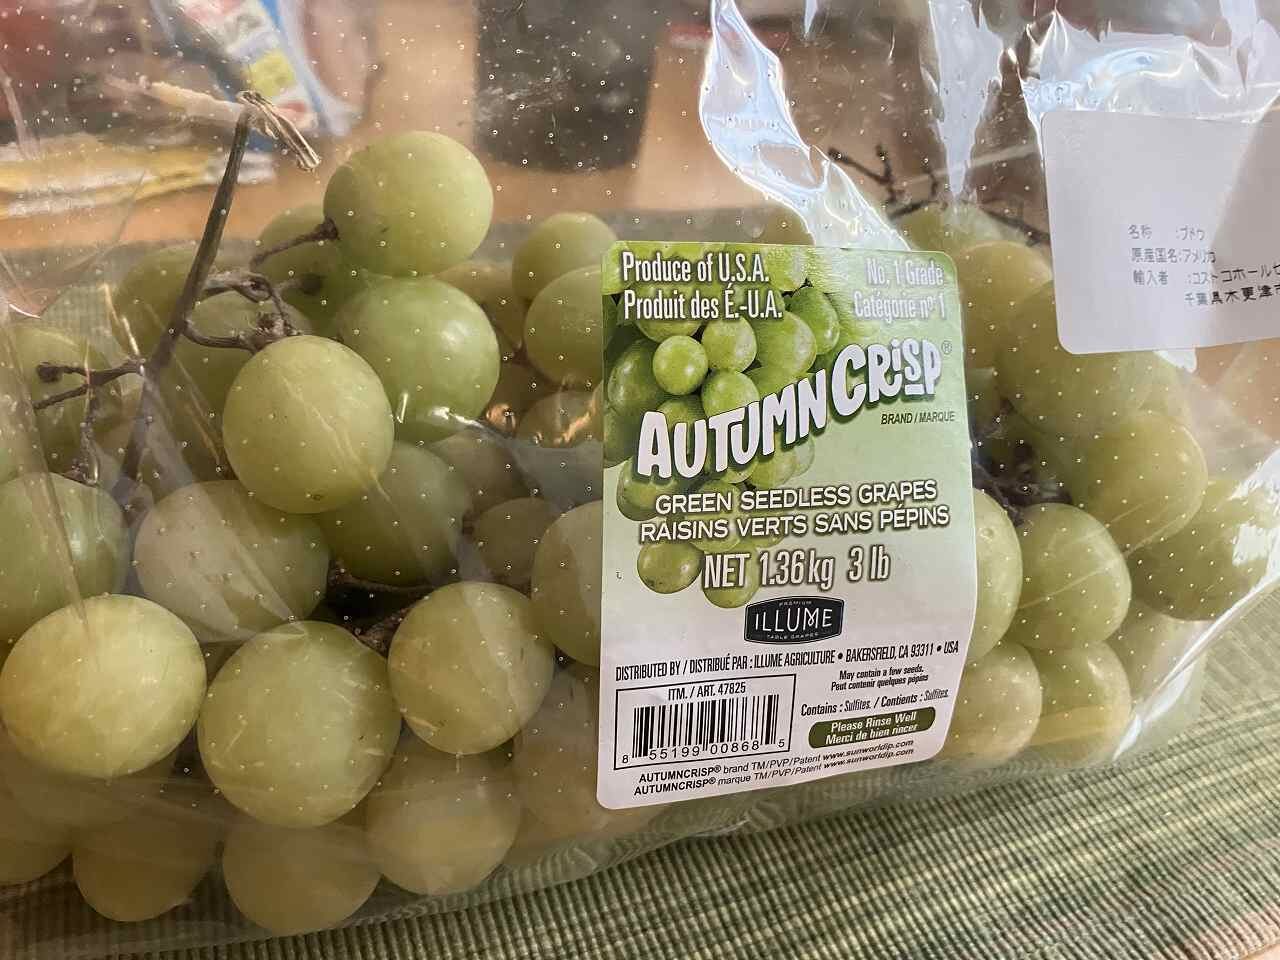 Produce of U.S.A.
Produit des É.-U.A.
No. 1 Grade
Catégorie nº 1
AUTUMNCRISP®
BRAND / MARQUE
GREEN SEEDLESS GRAPES
RAISINS VERTS SANS PÉPINS
NET 1.36 kg 3 lb
PREMIUM
ILLUME
TABLE GRAPES
DISTRIBUTED BY / DISTRIBUÉ PAR : ILLUME AGRICULTURE • BAKERSFIELD, CA 93311 • USA
ITM. / ART. 47825
8 55199 00868 5
May contain a few seeds.
Peut contenir quelques pépins
Contains : Sulfites. / Contients : Sulfites.
Please Rinse Well
Merci de bien rincer
AUTUMNCRISP® brand TM/PVP/Patent www.sunworldip.com
AUTUMNCRISP® marque TM/PVP/Patent www.sunworldip.com
名称 :ブドウ
原産国名:アメリカ
輸入者 :コストコホール
千葉県木更津市